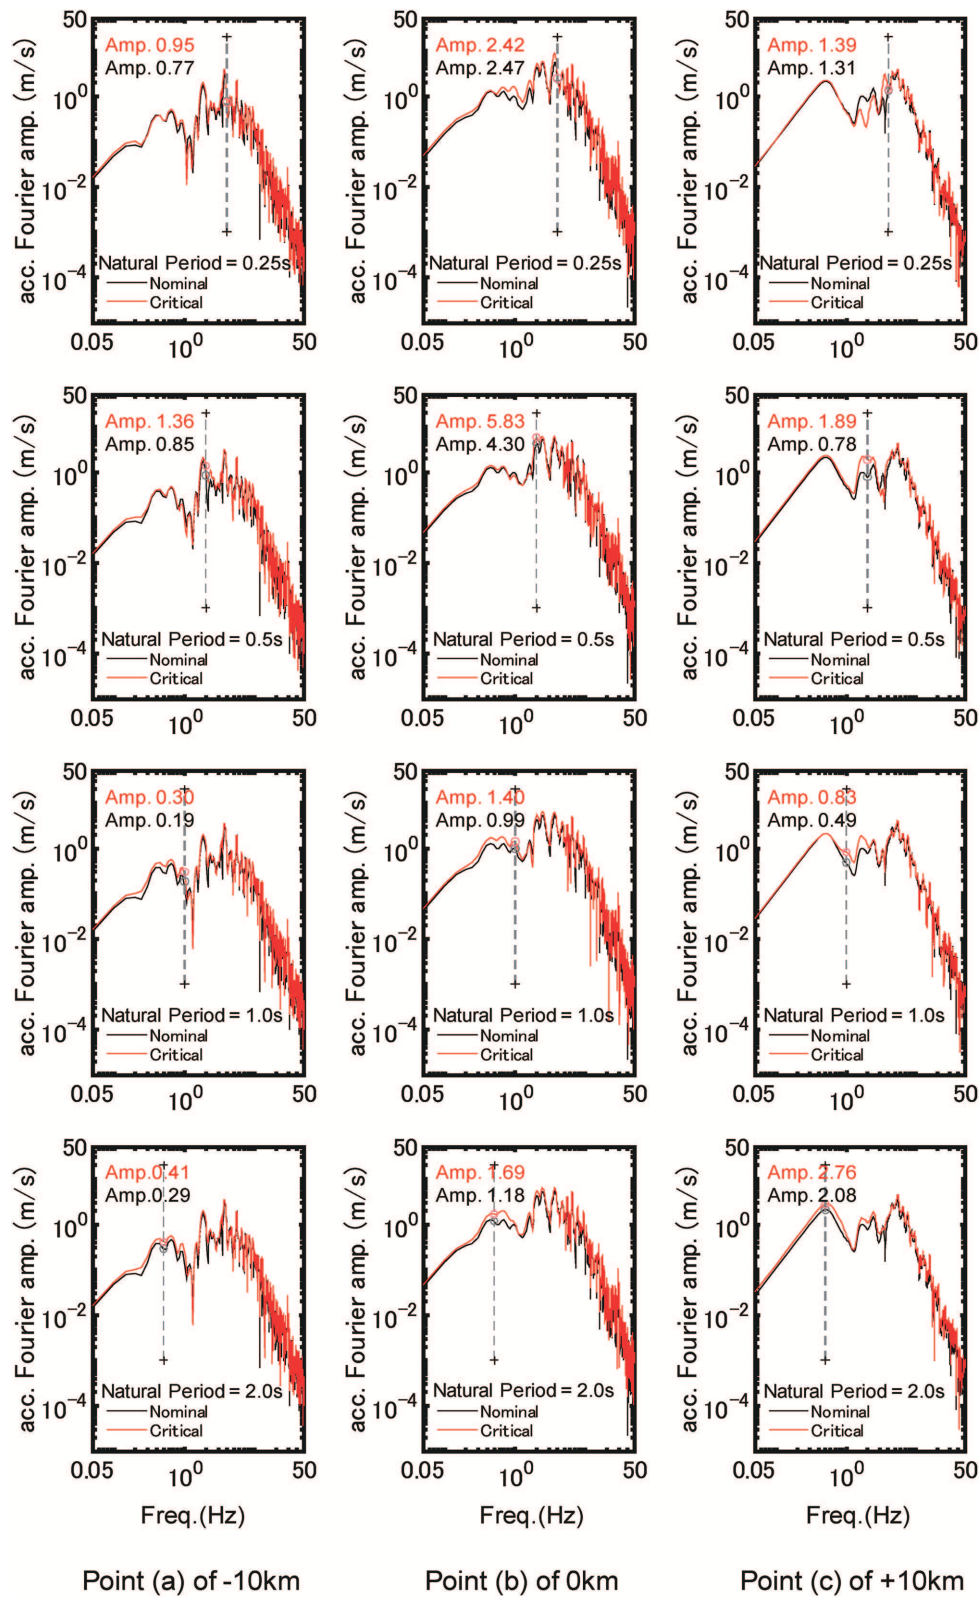 50
Amp. 0.95
Amp. 0.77
10^0
10^-2
10^-4
acc. Fourier amp. (m/s)
Natural Period = 0.25s
Nominal
Critical
0.05
10^0
50
50
Amp. 2.42
Amp. 2.47
10^0
10^-2
10^-4
acc. Fourier amp. (m/s)
Natural Period = 0.25s
Nominal
Critical
0.05
10^0
50
50
Amp. 1.39
Amp. 1.31
10^0
10^-2
10^-4
acc. Fourier amp. (m/s)
Natural Period = 0.25s
Nominal
Critical
0.05
10^0
50
50
Amp. 1.36
Amp. 0.85
10^0
10^-2
10^-4
acc. Fourier amp. (m/s)
Natural Period = 0.5s
Nominal
Critical
0.05
10^0
50
50
Amp. 5.83
Amp. 4.30
10^0
10^-2
10^-4
acc. Fourier amp. (m/s)
Natural Period = 0.5s
Nominal
Critical
0.05
10^0
50
50
Amp. 1.89
Amp. 0.78
10^0
10^-2
10^-4
acc. Fourier amp. (m/s)
Natural Period = 0.5s
Nominal
Critical
0.05
10^0
50
50
Amp. 0.30
Amp. 0.19
10^0
10^-2
10^-4
acc. Fourier amp. (m/s)
Natural Period = 1.0s
Nominal
Critical
0.05
10^0
50
50
Amp. 1.40
Amp. 0.99
10^0
10^-2
10^-4
acc. Fourier amp. (m/s)
Natural Period = 1.0s
Nominal
Critical
0.05
10^0
50
50
Amp. 0.83
Amp. 0.49
10^0
10^-2
10^-4
acc. Fourier amp. (m/s)
Natural Period = 1.0s
Nominal
Critical
0.05
10^0
50
50
Amp.0.41
Amp.0.29
10^0
10^-2
10^-4
acc. Fourier amp. (m/s)
Natural Period = 2.0s
Nominal
Critical
0.05
10^0
50
Freq.(Hz)
50
Amp. 1.69
Amp. 1.18
10^0
10^-2
10^-4
acc. Fourier amp. (m/s)
Natural Period = 2.0s
Nominal
Critical
0.05
10^0
50
Freq.(Hz)
50
Amp. 2.76
Amp. 2.08
10^0
10^-2
10^-4
acc. Fourier amp. (m/s)
Natural Period = 2.0s
Nominal
Critical
0.05
10^0
50
Freq.(Hz)
Point (a) of -10km
Point (b) of 0km
Point (c) of +10km